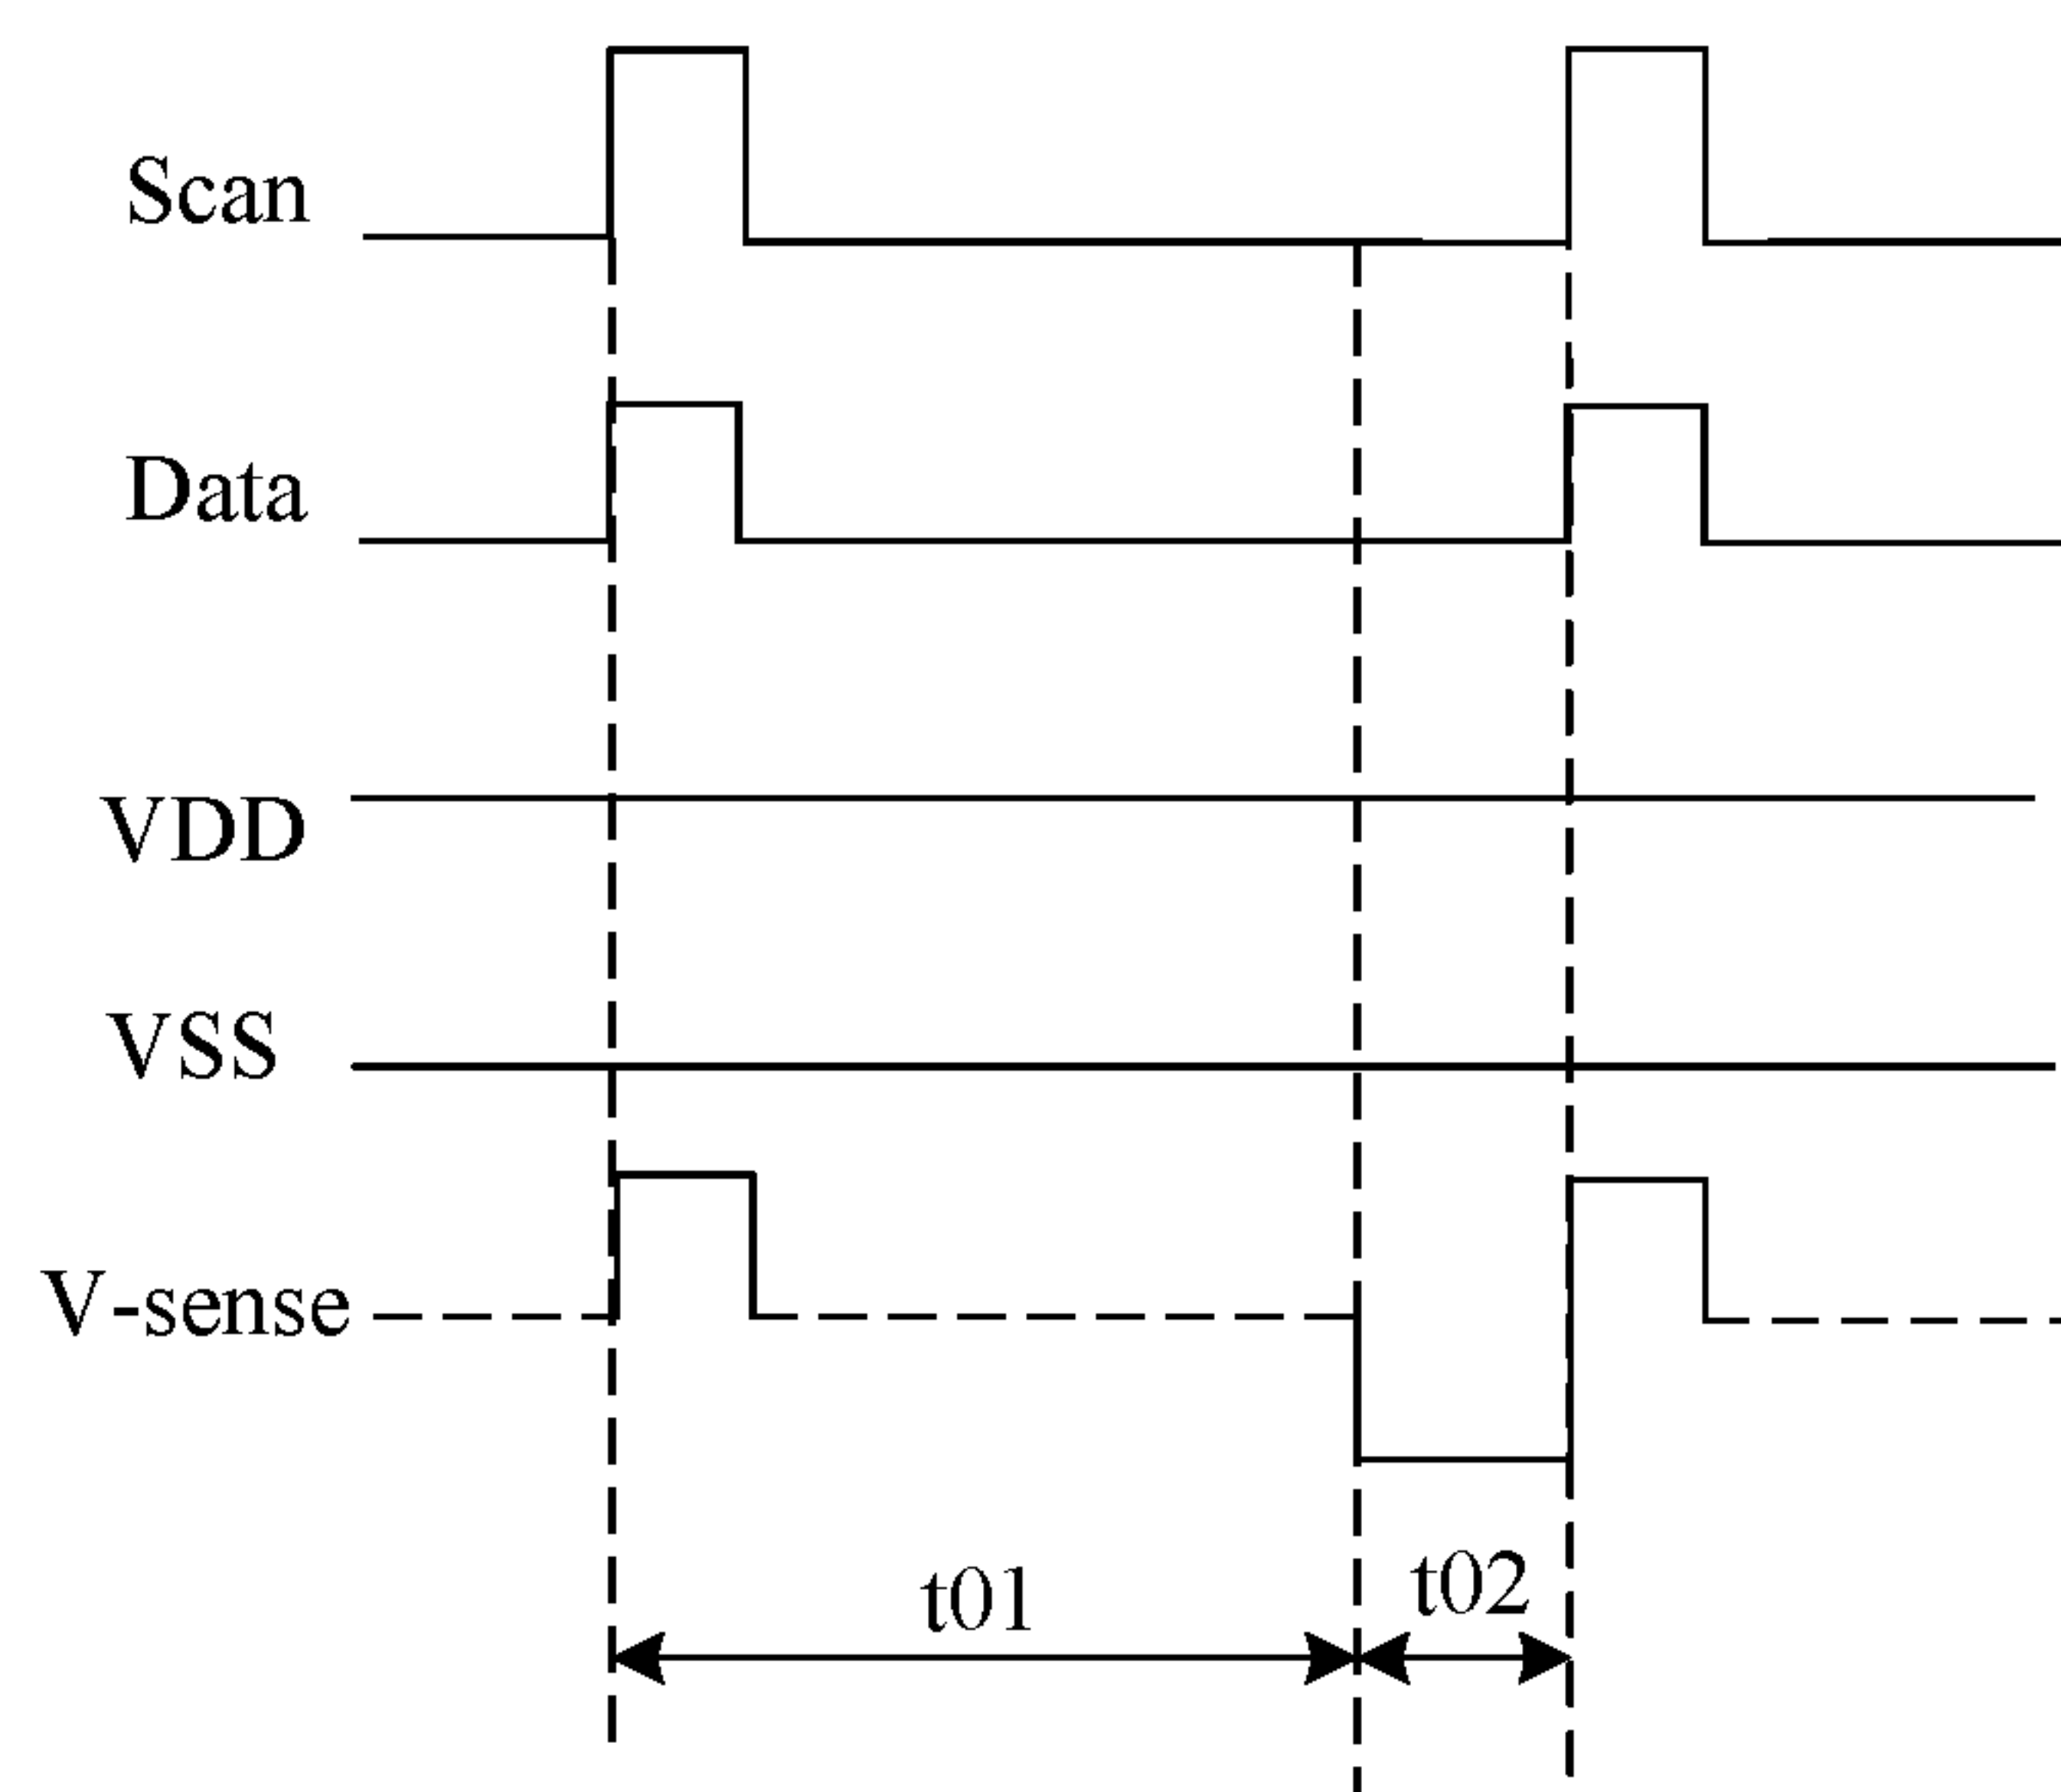 Scan
Data
VDD
VSS
V-sense
t01
t02